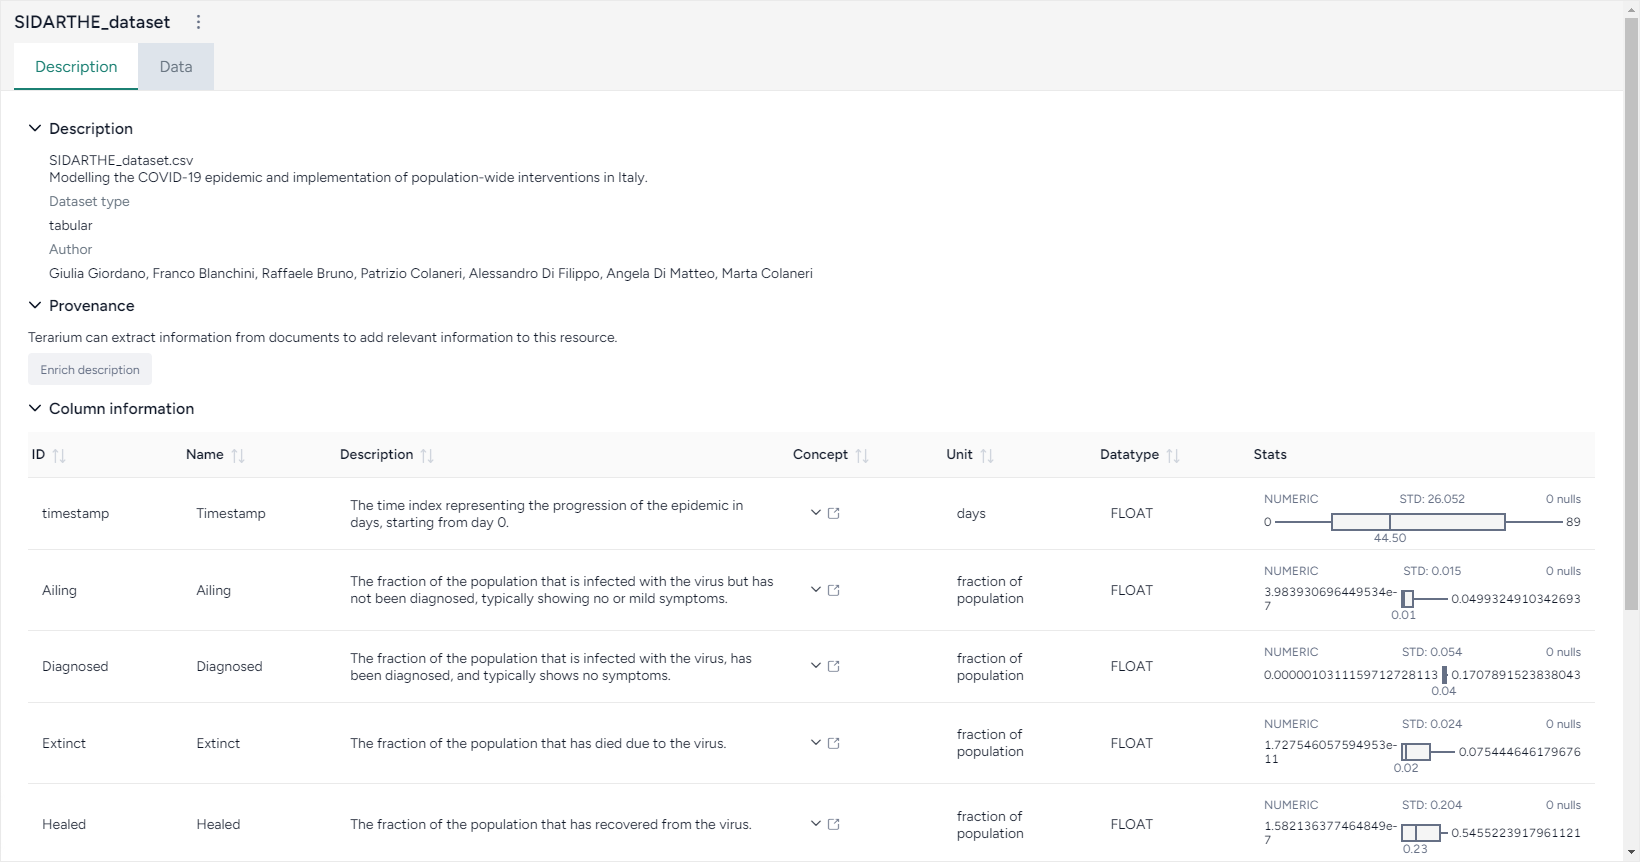 SIDARTHE_dataset
Description Data
Description
SIDARTHE_dataset.csv
Modelling the COVID-19 epidemic and implementation of population-wide interventions in Italy.
Dataset type
tabular
Author
Giulia Giordano, Franco Blanchini, Raffaele Bruno, Patrizio Colaneri, Alessandro Di Filippo, Angela Di Matteo, Marta Colaneri
Provenance
Terarium can extract information from documents to add relevant information to this resource.
Enrich description
Column information
ID Name Description Concept Unit Datatype Stats
timestamp
Timestamp
The time index representing the progression of the epidemic in
days, starting from day 0.
days
FLOAT
NUMERIC STD: 26.052 0 nulls
0 89
44.50
Ailing
Ailing
The fraction of the population that is infected with the virus but has
not been diagnosed, typically showing no or mild symptoms.
fraction of
population
FLOAT
NUMERIC STD: 0.015 0 nulls
3.983930696449534e-
7
0.0499324910342693
0.01
Diagnosed
Diagnosed
The fraction of the population that is infected with the virus, has
been diagnosed, and typically shows no symptoms.
fraction of
population
FLOAT
NUMERIC STD: 0.054 0 nulls
0.0000010311159712728113 0.1707891523838043
0.04
Extinct
Extinct
The fraction of the population that has died due to the virus.
fraction of
population
FLOAT
NUMERIC STD: 0.024 0 nulls
1.727546057594953e-
11
0.075444646179676
0.02
Healed
Healed
The fraction of the population that has recovered from the virus.
fraction of
population
FLOAT
NUMERIC STD: 0.204 0 nulls
1.582136377464849e-
7
0.5455223917961121
0.23